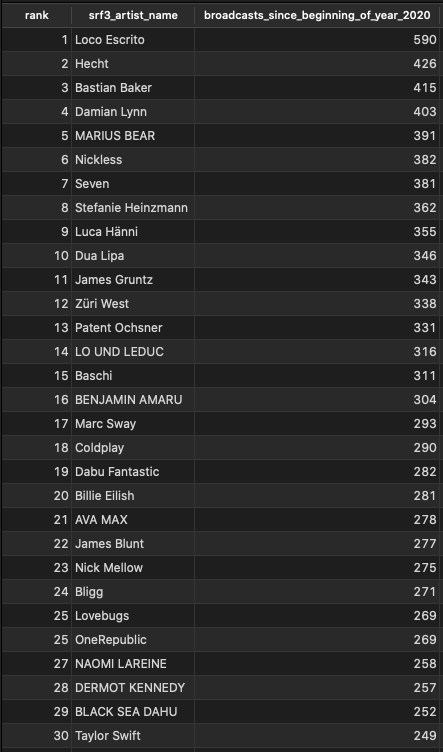 rank srf3_artist_name broadcasts_since_beginning_of_year_2020
1 Loco Escrito 590
2 Hecht 426
3 Bastian Baker 415
4 Damian Lynn 403
5 MARIUS BEAR 391
6 Nickless 382
7 Seven 381
8 Stefanie Heinzmann 362
9 Luca Hänni 355
10 Dua Lipa 346
11 James Gruntz 343
12 Züri West 338
13 Patent Ochsner 331
14 LO UND LEDUC 316
15 Baschi 311
16 BENJAMIN AMARU 304
17 Marc Sway 293
18 Coldplay 290
19 Dabu Fantastic 282
20 Billie Eilish 281
21 AVA MAX 278
22 James Blunt 277
23 Nick Mellow 275
24 Bligg 271
25 Lovebugs 269
25 OneRepublic 269
27 NAOMI LAREINE 258
28 DERMOT KENNEDY 257
29 BLACK SEA DAHU 252
30 Taylor Swift 249